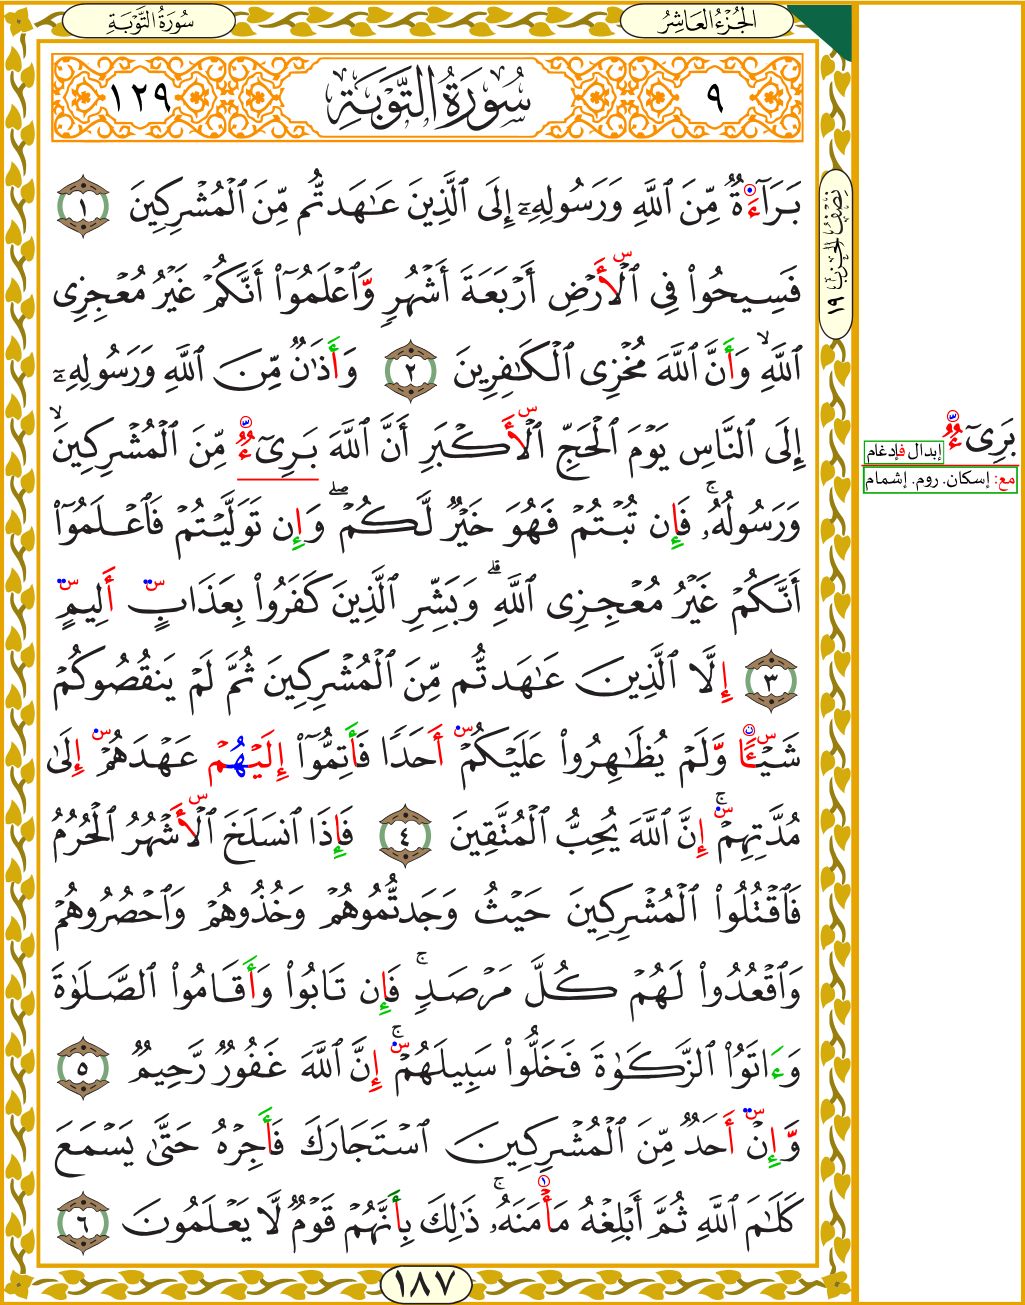 سُورَةُ التَّوۡبَةِ
الجُزۡءُ العَاشِرُ
١٢٩ سُورَةُ التَّوۡبَةِ ٩
نِصۡفُ الحِزۡبِ ١٩
بَرَآءَةٞ مِّنَ ٱللَّهِ وَرَسُولِهِۦٓ إِلَى ٱلَّذِينَ عَٰهَدتُّم مِّنَ ٱلۡمُشۡرِكِينَ ١
فَسِيحُواْ فِي ٱلۡأَرۡضِ أَرۡبَعَةَ أَشۡهُرٖ وَّٱعۡلَمُوٓاْ أَنَّكُمۡ غَيۡرُ مُعۡجِزِي
ٱللَّهِۙ وَأَنَّ ٱللَّهَ مُخۡزِي ٱلۡكَٰفِرِينَ ٢ وَأَذَٰنٞ مِّنَ ٱللَّهِ وَرَسُولِهِۦٓ
إِلَى ٱلنَّاسِ يَوۡمَ ٱلۡحَجِّ ٱلۡأَكۡبَرِ أَنَّ ٱللَّهَ بَرِيٓءٞ مِّنَ ٱلۡمُشۡرِكِينَۙ
وَرَسُولُهُۥۚ فَإِن تُبۡتُمۡ فَهُوَ خَيۡرٞ لَّكُمۡۖ وَإِن تَوَلَّيۡتُمۡ فَٱعۡلَمُوٓاْ
أَنَّكُمۡ غَيۡرُ مُعۡجِزِي ٱللَّهِۗ وَبَشِّرِ ٱلَّذِينَ كَفَرُواْ بِعَذَابٍ أَلِيمٍ
٣ إِلَّا ٱلَّذِينَ عَٰهَدتُّم مِّنَ ٱلۡمُشۡرِكِينَ ثُمَّ لَمۡ يَنقُصُوكُمۡ
شَيۡـٔٗا وَّلَمۡ يُظَٰهِرُواْ عَلَيۡكُمۡ أَحَدٗا فَأَتِمُّوٓاْ إِلَيۡهُمۡ عَهۡدَهُمۡ إِلَىٰ
مُدَّتِهِمۡۚ إِنَّ ٱللَّهَ يُحِبُّ ٱلۡمُتَّقِينَ ٤ فَإِذَا ٱنسَلَخَ ٱلۡأَشۡهُرُ ٱلۡحُرُمُ
فَٱقۡتُلُواْ ٱلۡمُشۡرِكِينَ حَيۡثُ وَجَدتُّمُوهُمۡ وَخُذُوهُمۡ وَٱحۡصُرُوهُمۡ
وَٱقۡعُدُواْ لَهُمۡ كُلَّ مَرۡصَدٖۚ فَإِن تَابُواْ وَأَقَامُواْ ٱلصَّلَوٰةَ
وَءَاتَوُاْ ٱلزَّكَوٰةَ فَخَلُّواْ سَبِيلَهُمۡۚ إِنَّ ٱللَّهَ غَفُورٞ رَّحِيمٞ ٥
وَّإِنۡ أَحَدٞ مِّنَ ٱلۡمُشۡرِكِينَ ٱسۡتَجَارَكَ فَأَجِرۡهُ حَتَّىٰ يَسۡمَعَ
كَلَٰمَ ٱللَّهِ ثُمَّ أَبۡلِغۡهُ مَأۡمَنَهُۥۚ ذَٰلِكَ بِأَنَّهُمۡ قَوۡمٞ لَّا يَعۡلَمُونَ ٦
١٨٧
بَرِيٓءٞ
إبدال فإدغام
مع: إسكان. روم. إشمام